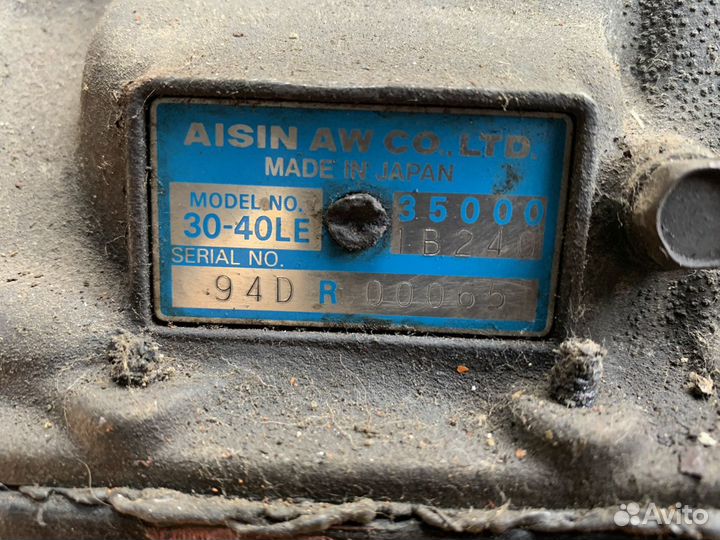 AISIN AW CO., LTD.
MADE IN JAPAN
MODEL NO. 35000
30-40LE 1B240
SERIAL NO.
94D R 00065
Avito